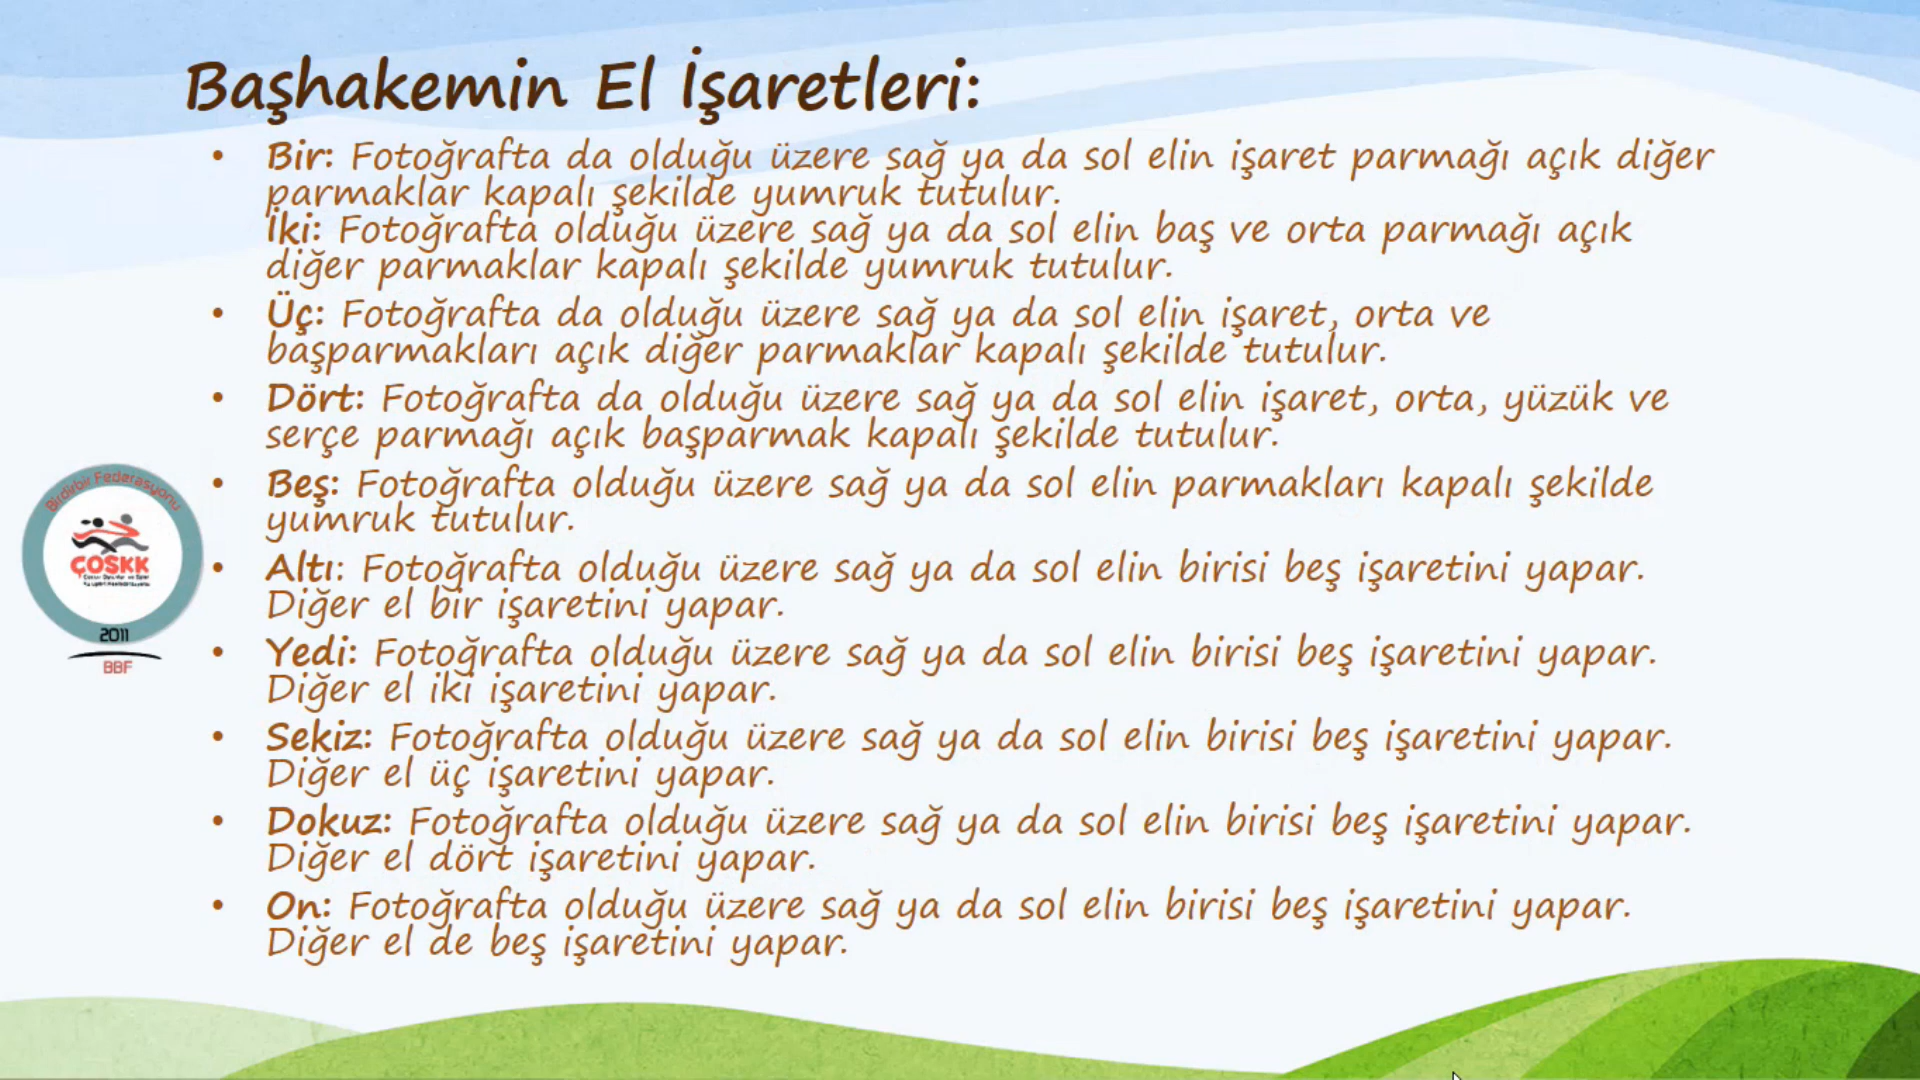 Başhakemin El İşaretleri:
• Bir: Fotoğrafta da olduğu üzere sağ ya da sol elin işaret parmağı açık diğer
parmaklar kapalı şekilde yumruk tutulur.
İki: Fotoğrafta olduğu üzere sağ ya da sol elin baş ve orta parmağı açık
diğer parmaklar kapalı şekilde yumruk tutulur.
• Üç: Fotoğrafta da olduğu üzere sağ ya da sol elin işaret, orta ve
başparmakları açık diğer parmaklar kapalı şekilde tutulur.
• Dört: Fotoğrafta da olduğu üzere sağ ya da sol elin işaret, orta, yüzük ve
serçe parmağı açık başparmak kapalı şekilde tutulur.
• Beş: Fotoğrafta olduğu üzere sağ ya da sol elin parmakları kapalı şekilde
yumruk tutulur.
• Altı: Fotoğrafta olduğu üzere sağ ya da sol elin birisi beş işaretini yapar.
Diğer el bir işaretini yapar.
• Yedi: Fotoğrafta olduğu üzere sağ ya da sol elin birisi beş işaretini yapar.
Diğer el iki işaretini yapar.
• Sekiz: Fotoğrafta olduğu üzere sağ ya da sol elin birisi beş işaretini yapar.
Diğer el üç işaretini yapar.
• Dokuz: Fotoğrafta olduğu üzere sağ ya da sol elin birisi beş işaretini yapar.
Diğer el dört işaretini yapar.
• On: Fotoğrafta olduğu üzere sağ ya da sol elin birisi beş işaretini yapar.
Diğer el de beş işaretini yapar.
Birdirbir Federasyonu
ÇOSKK
2011
BBF